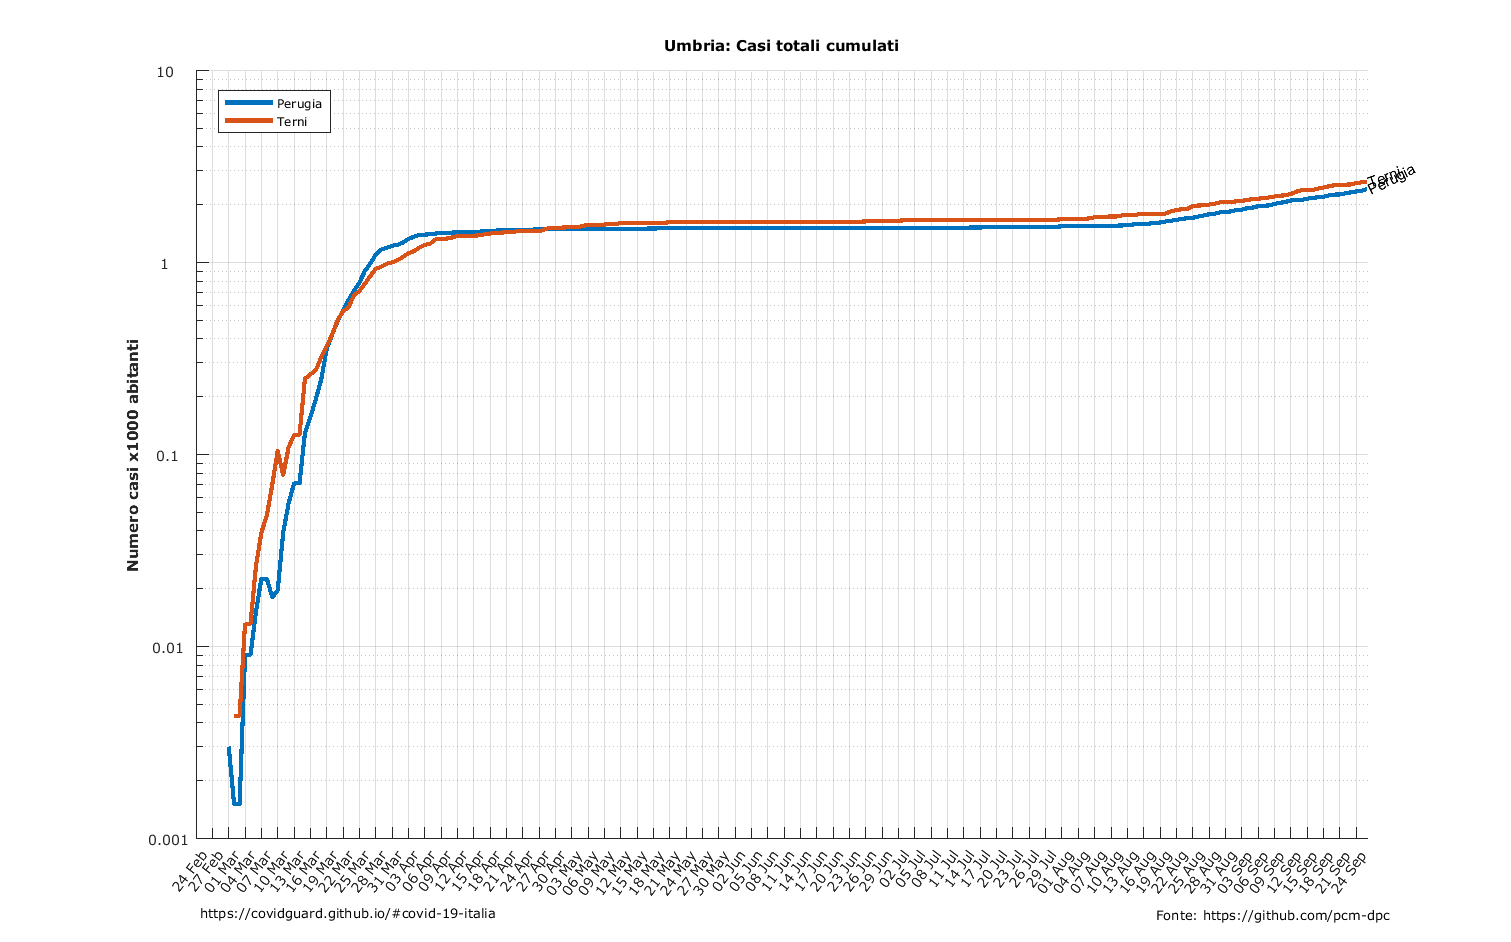 Umbria: Casi totali cumulati
10
1
0.1
0.01
0.001
Numero casi x1000 abitanti
Perugia
Terni
Terni
Perugia
24 Feb
27 Feb
01 Mar
04 Mar
07 Mar
10 Mar
13 Mar
16 Mar
19 Mar
22 Mar
25 Mar
28 Mar
31 Mar
03 Apr
06 Apr
09 Apr
12 Apr
15 Apr
18 Apr
21 Apr
24 Apr
27 Apr
30 Apr
03 May
06 May
09 May
12 May
15 May
18 May
21 May
24 May
27 May
30 May
02 Jun
05 Jun
08 Jun
11 Jun
14 Jun
17 Jun
20 Jun
23 Jun
26 Jun
29 Jun
02 Jul
05 Jul
08 Jul
11 Jul
14 Jul
17 Jul
20 Jul
23 Jul
26 Jul
29 Jul
01 Aug
04 Aug
07 Aug
10 Aug
13 Aug
16 Aug
19 Aug
22 Aug
25 Aug
28 Aug
31 Aug
03 Sep
06 Sep
09 Sep
12 Sep
15 Sep
18 Sep
21 Sep
24 Sep
https://covidguard.github.io/#covid-19-italia
Fonte: https://github.com/pcm-dpc